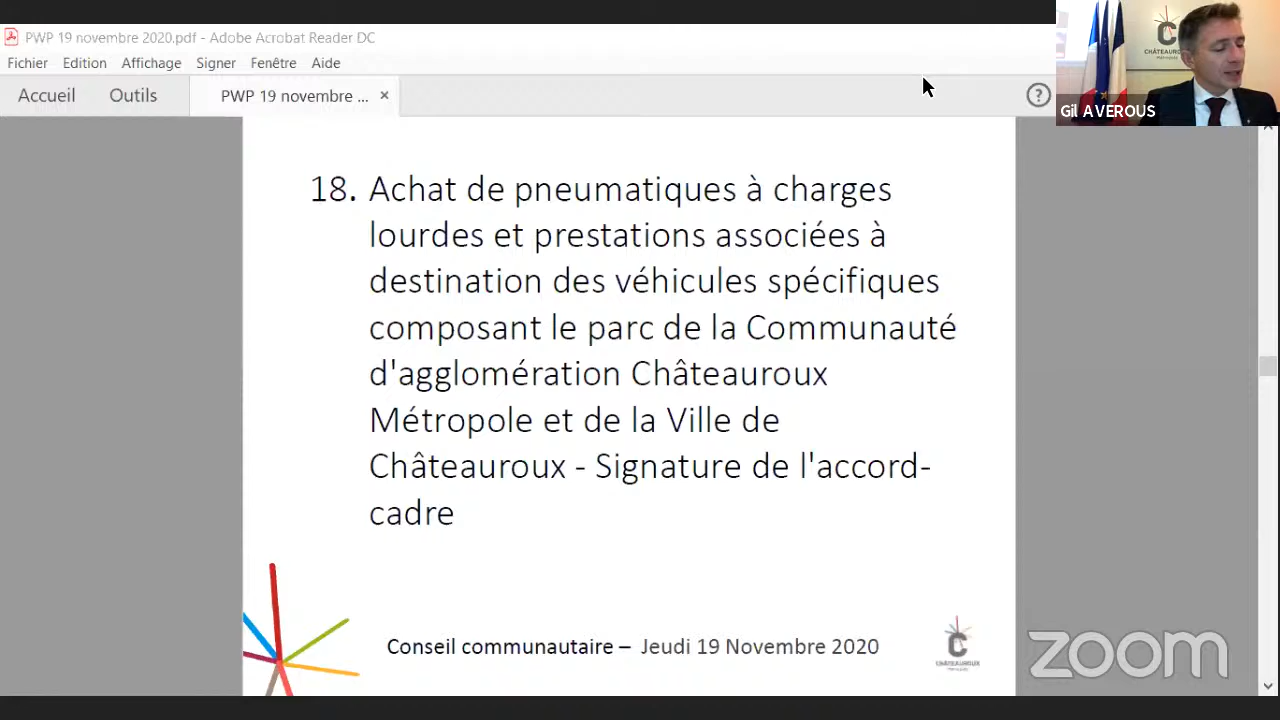 PWP 19 novembre 2020.pdf - Adobe Acrobat Reader DC
Fichier Edition Affichage Signer Fenêtre Aide
Accueil Outils PWP 19 novembre ... ×
?
CHÂTEAUROUX
Gil AVEROUS
18. Achat de pneumatiques à charges
lourdes et prestations associées à
destination des véhicules spécifiques
composant le parc de la Communauté
d'agglomération Châteauroux
Métropole et de la Ville de
Châteauroux - Signature de l'accord-
cadre
Conseil communautaire – Jeudi 19 Novembre 2020
CHÂTEAUROUX
zoom